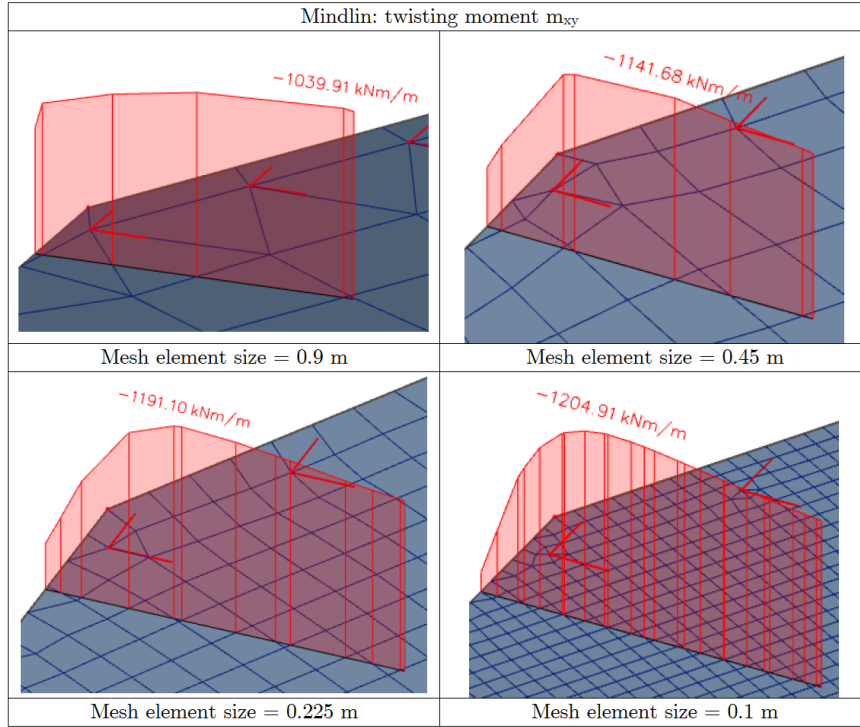 Mindlin: twisting moment mxy
-1039.91 kNm/m
-1141.68 kNm/m
Mesh element size = 0.9 m
Mesh element size = 0.45 m
-1191.10 kNm/m
-1204.91 kNm/m
Mesh element size = 0.225 m
Mesh element size = 0.1 m